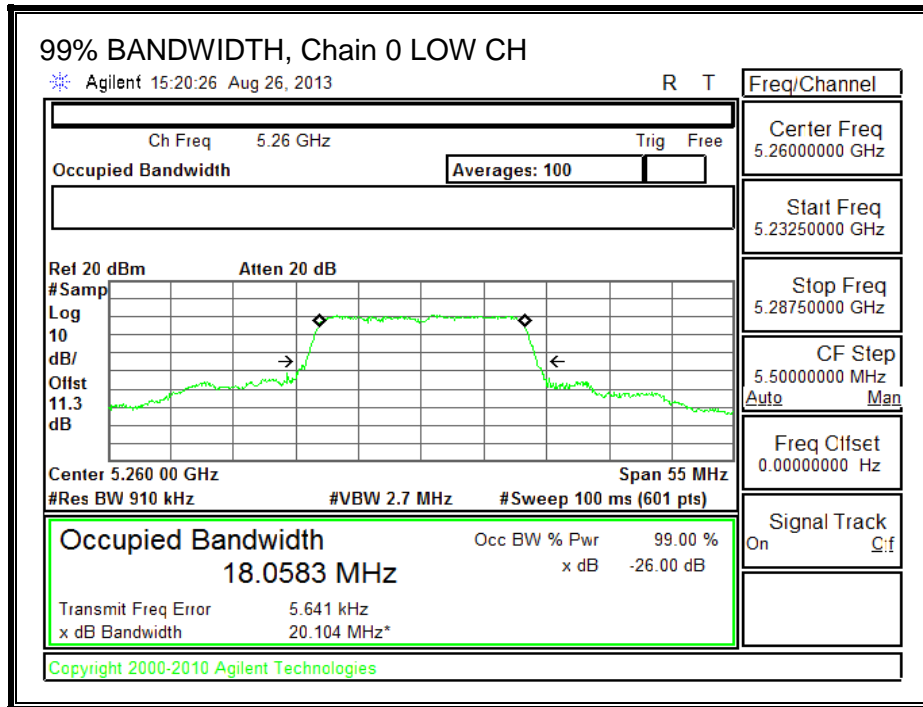 99% BANDWIDTH, Chain 0 LOW CH
Agilent 15:20:26 Aug 26, 2013 R T
Ch Freq 5.26 GHz Trig Free
Occupied Bandwidth Averages: 100
Ref 20 dBm Atten 20 dB
#Samp
Log
10
dB/
Offst
11.3
dB
Center 5.260 00 GHz Span 55 MHz
#Res BW 910 kHz #VBW 2.7 MHz #Sweep 100 ms (601 pts)
Occupied Bandwidth Occ BW % Pwr 99.00 %
18.0583 MHz x dB -26.00 dB
Transmit Freq Error 5.641 kHz
x dB Bandwidth 20.104 MHz*
Copyright 2000-2010 Agilent Technologies
Freq/Channel
Center Freq
5.26000000 GHz
Start Freq
5.23250000 GHz
Stop Freq
5.28750000 GHz
CF Step
5.50000000 MHz
Auto Man
Freq Offset
0.00000000 Hz
Signal Track
On Off